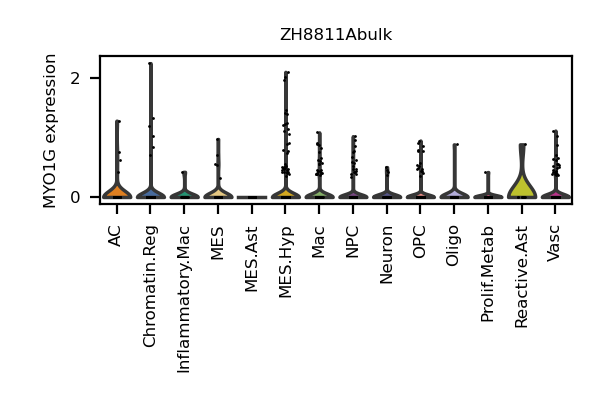 ZH8811Abulk
MYO1G expression
2
0
AC
Chromatin.Reg
Inflammatory.Mac
MES
MES.Ast
MES.Hyp
Mac
NPC
Neuron
OPC
Oligo
Prolif.Metab
Reactive.Ast
Vasc